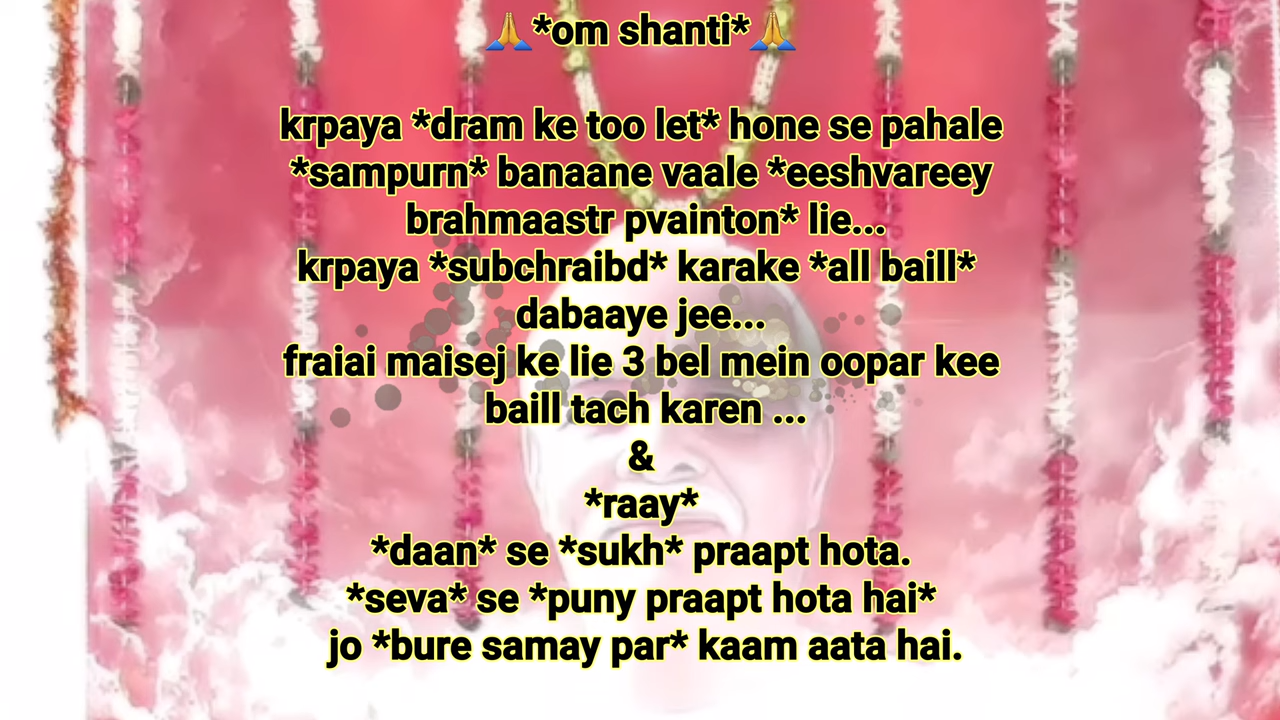 🙏*om shanti*🙏
krpaya *dram ke too let* hone se pahale
*sampurn* banaane vaale *eeshvareey
brahmaastr pvainton* lie...
krpaya *subchraibd* karake *all baill*
dabaaye jee...
fraiai maisej ke lie 3 bel mein oopar kee
baill tach karen ...
&
*raay*
*daan* se *sukh* praapt hota.
*seva* se *puny praapt hota hai*
jo *bure samay par* kaam aata hai.